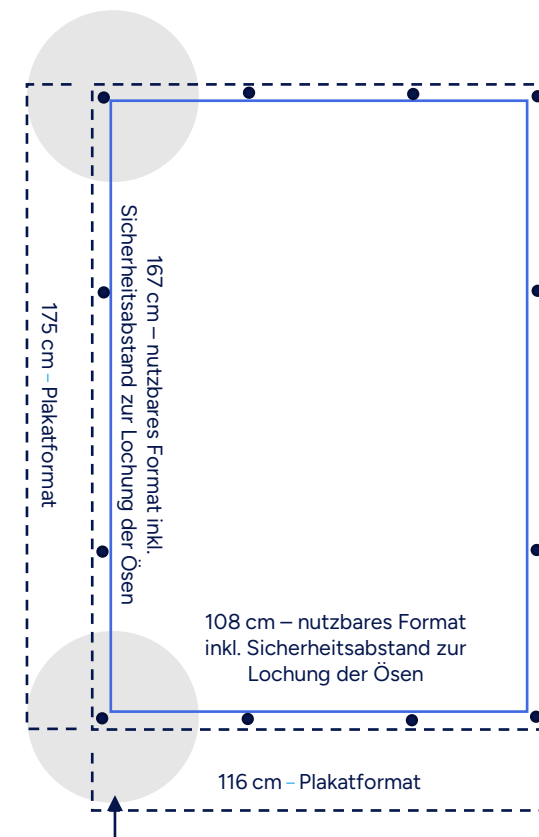 175 cm – Plakatformat
167 cm – nutzbares Format inkl.
Sicherheitsabstand zur Lochung der Ösen
108 cm – nutzbares Format
inkl. Sicherheitsabstand zur
Lochung der Ösen
116 cm – Plakatformat